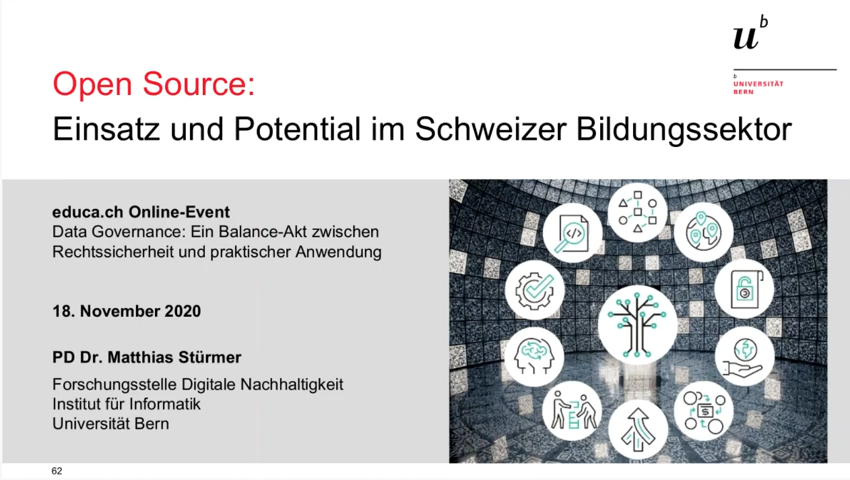 u
b
b
UNIVERSITÄT
BERN
Open Source:
Einsatz und Potential im Schweizer Bildungssektor
educa.ch Online-Event
Data Governance: Ein Balance-Akt zwischen
Rechtssicherheit und praktischer Anwendung
18. November 2020
PD Dr. Matthias Stürmer
Forschungsstelle Digitale Nachhaltigkeit
Institut für Informatik
Universität Bern
62